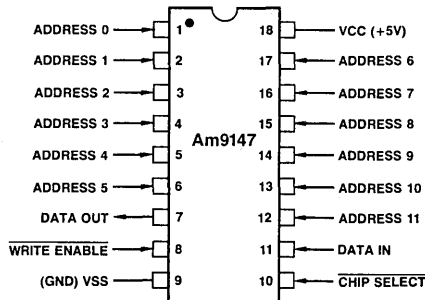 ADDRESS 0 1 18 VCC (+5V)
ADDRESS 1 2 17 ADDRESS 6
ADDRESS 2 3 16 ADDRESS 7
ADDRESS 3 4 15 ADDRESS 8
Am9147
ADDRESS 4 5 14 ADDRESS 9
ADDRESS 5 6 13 ADDRESS 10
DATA OUT 7 12 ADDRESS 11
WRITE ENABLE 8 11 DATA IN
(GND) VSS 9 10 CHIP SELECT